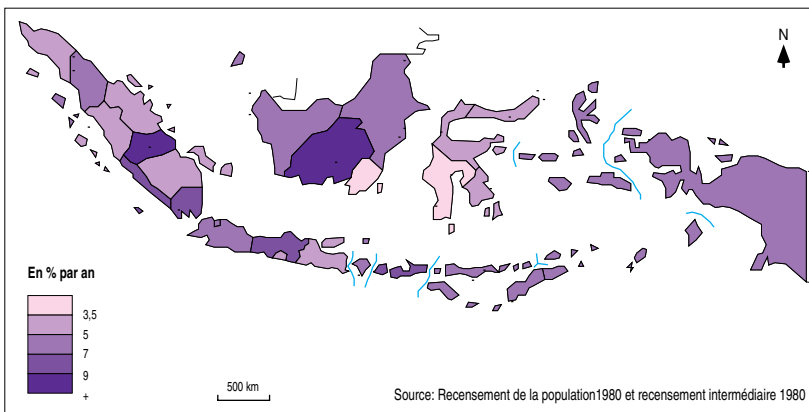 N
En % par an
3,5
5
7
9
+
500 km
Source: Recensement de la population1980 et recensement intermédiaire 1980